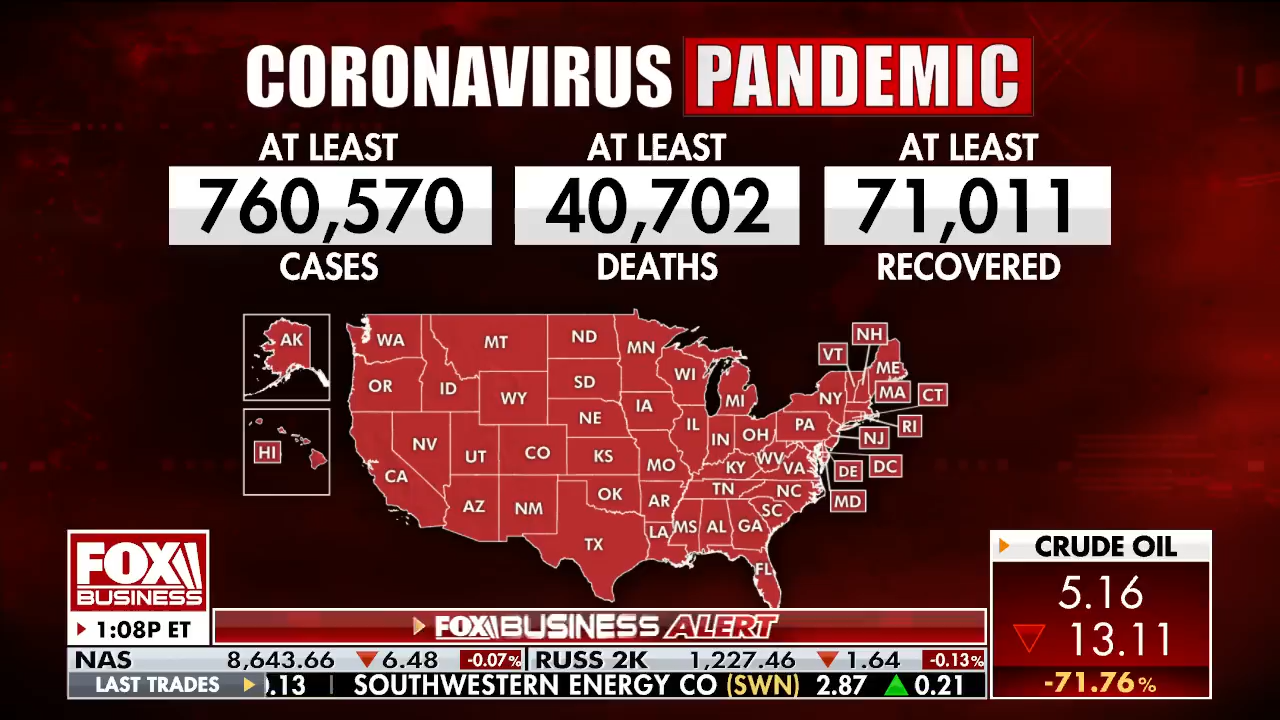 CORONAVIRUS PANDEMIC
AT LEAST
760,570
CASES
AT LEAST
40,702
DEATHS
AT LEAST
71,011
RECOVERED
AK
HI
WA
OR
CA
NV
ID
MT
WY
UT
AZ
CO
NM
ND
SD
NE
KS
OK
TX
MN
IA
MO
AR
LA
WI
IL
MS
MI
IN
KY
TN
AL
OH
WV
VA
NC
SC
GA
FL
PA
NY
VT
NH
ME
MA
CT
RI
NJ
DE
DC
MD
FOX
BUSINESS
1:08P ET
FOX BUSINESS ALERT
NAS 8,643.66 6.48 -0.07% RUSS 2K 1,227.46 1.64 -0.13%
LAST TRADES ).13 | SOUTHWESTERN ENERGY CO (SWN) 2.87 0.21
CRUDE OIL
5.16
13.11
-71.76%